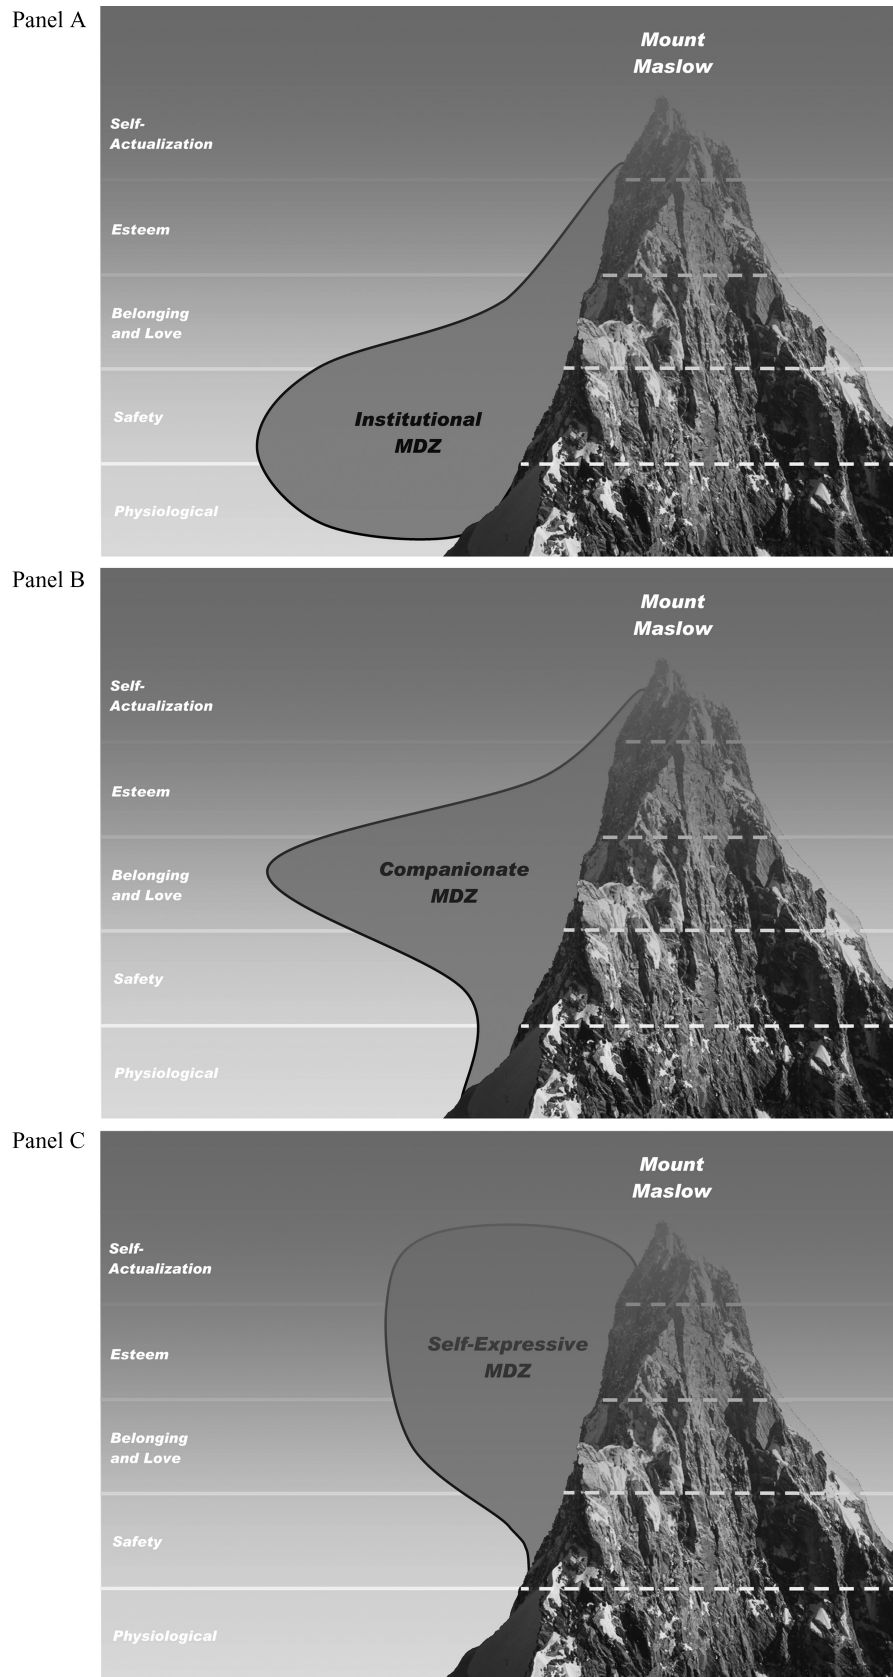 Panel A
Mount
Maslow
Self-
Actualization
Esteem
Belonging
and Love
Safety
Institutional
MDZ
Physiological
Panel B
Mount
Maslow
Self-
Actualization
Esteem
Belonging
and Love
Companionate
MDZ
Safety
Physiological
Panel C
Mount
Maslow
Self-
Actualization
Esteem
Self-Expressive
MDZ
Belonging
and Love
Safety
Physiological